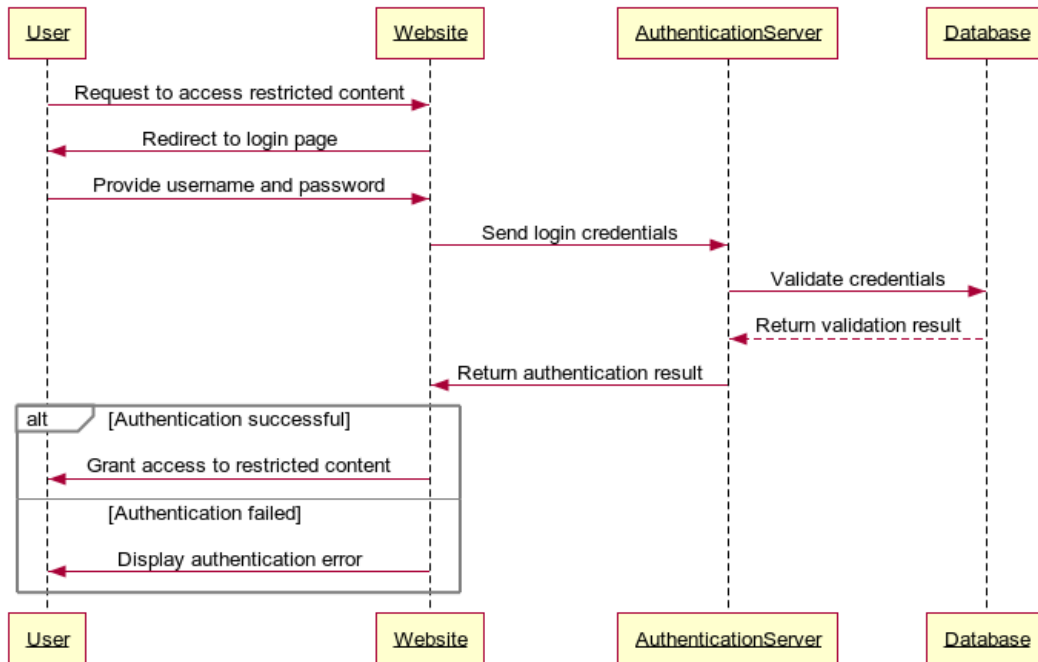 User Website AuthenticationServer Database
Request to access restricted content
Redirect to login page
Provide username and password
Send login credentials
Validate credentials
Return validation result
Return authentication result
alt [Authentication successful]
Grant access to restricted content
[Authentication failed]
Display authentication error
User Website AuthenticationServer Database